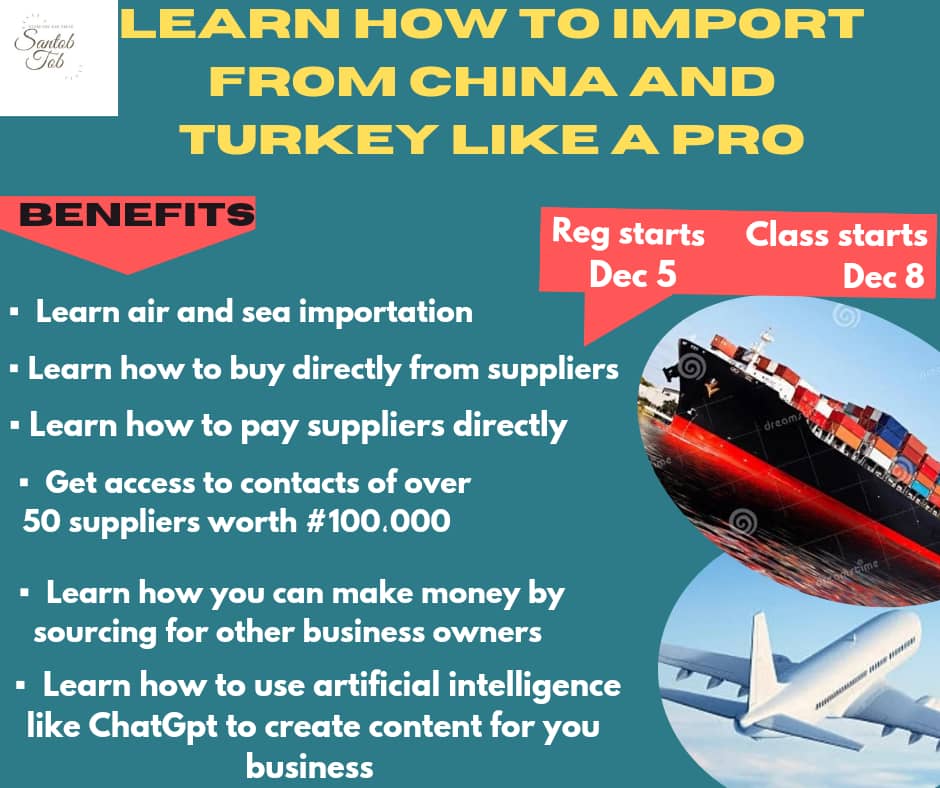 Santob
Tob
LEARN HOW TO IMPORT
FROM CHINA AND
TURKEY LIKE A PRO
BENEFITS
Reg starts
Dec 5
Class starts
Dec 8
▪ Learn air and sea importation
▪ Learn how to buy directly from suppliers
▪ Learn how to pay suppliers directly
▪ Get access to contacts of over
50 suppliers worth #100.000
▪ Learn how you can make money by
sourcing for other business owners
▪ Learn how to use artificial intelligence
like ChatGpt to create content for you
business
dreamstime